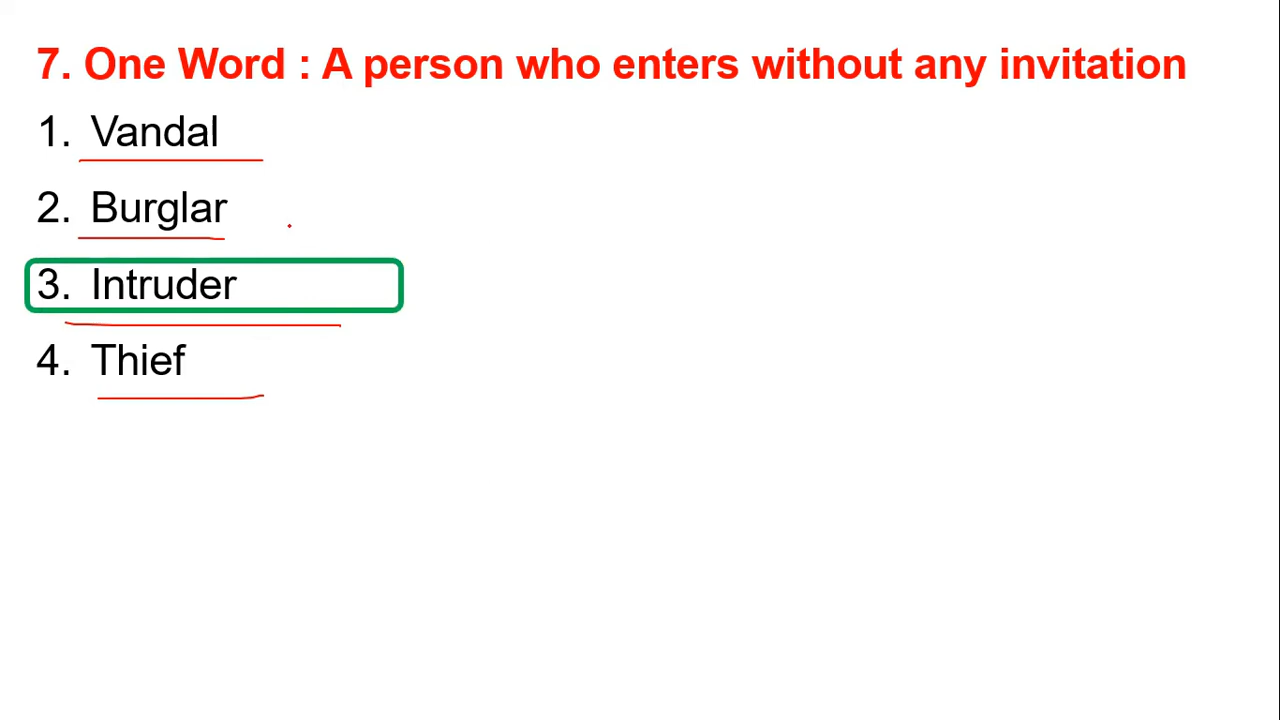 7. One Word : A person who enters without any invitation
1. Vandal
2. Burglar
3. Intruder
4. Thief